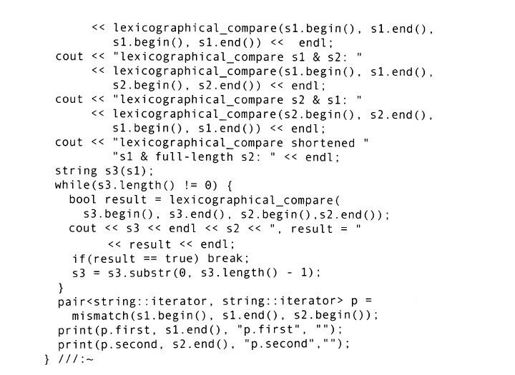 << lexicographical_compare(s1.begin(), s1.end(),
s1.begin(), s1.end()) << endl;
cout << "lexicographical_compare s1 & s2: "
<< lexicographical_compare(s1.begin(), s1.end(),
s2.begin(), s2.end()) << endl;
cout << "lexicographical_compare s2 & s1: "
<< lexicographical_compare(s2.begin(), s2.end(),
s1.begin(), s1.end()) << endl;
cout << "lexicographical_compare shortened "
"s1 & full-length s2: " << endl;
string s3(s1);
while(s3.length() != 0) {
bool result = lexicographical_compare(
s3.begin(), s3.end(), s2.begin(),s2.end());
cout << s3 << endl << s2 << ", result = "
<< result << endl;
if(result == true) break;
s3 = s3.substr(0, s3.length() - 1);
}
pair<string::iterator, string::iterator> p =
mismatch(s1.begin(), s1.end(), s2.begin());
print(p.first, s1.end(), "p.first", "");
print(p.second, s2.end(), "p.second","");
} ///:~